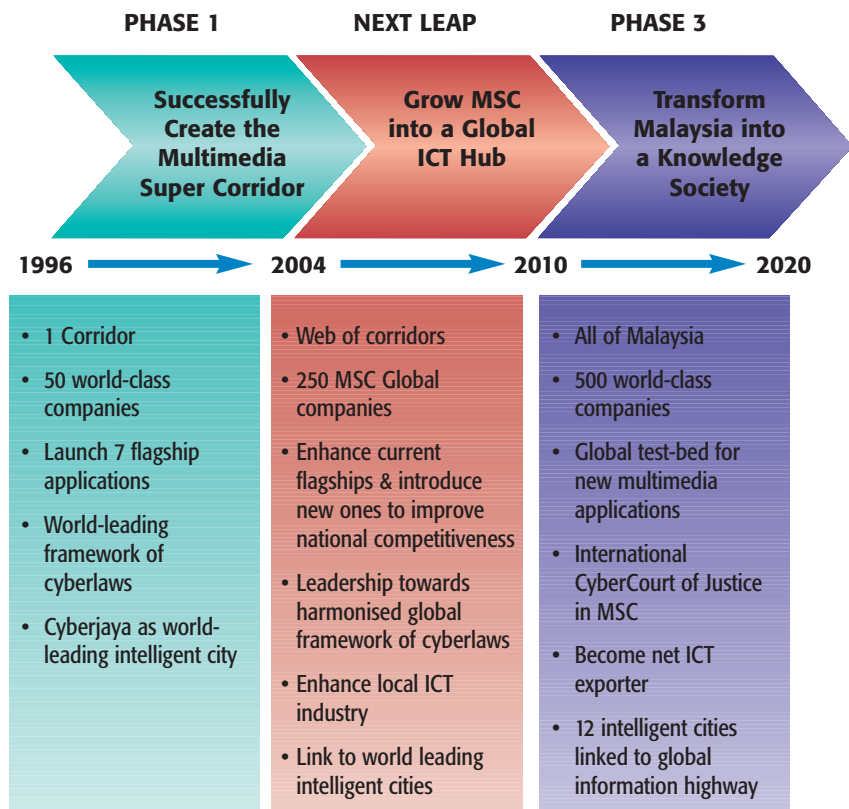 PHASE 1
NEXT LEAP
PHASE 3
Successfully
Create the
Multimedia
Super Corridor
Grow MSC
into a Global
ICT Hub
Transform
Malaysia into
a Knowledge
Society
1996
2004
2010
2020
• 1 Corridor
• 50 world-class
companies
• Launch 7 flagship
applications
• World-leading
framework of
cyberlaws
• Cyberjaya as world-
leading intelligent city
• Web of corridors
• 250 MSC Global
companies
• Enhance current
flagships & introduce
new ones to improve
national competitiveness
• Leadership towards
harmonised global
framework of cyberlaws
• Enhance local ICT
industry
• Link to world leading
intelligent cities
• All of Malaysia
• 500 world-class
companies
• Global test-bed for
new multimedia
applications
• International
CyberCourt of Justice
in MSC
• Become net ICT
exporter
• 12 intelligent cities
linked to global
information highway